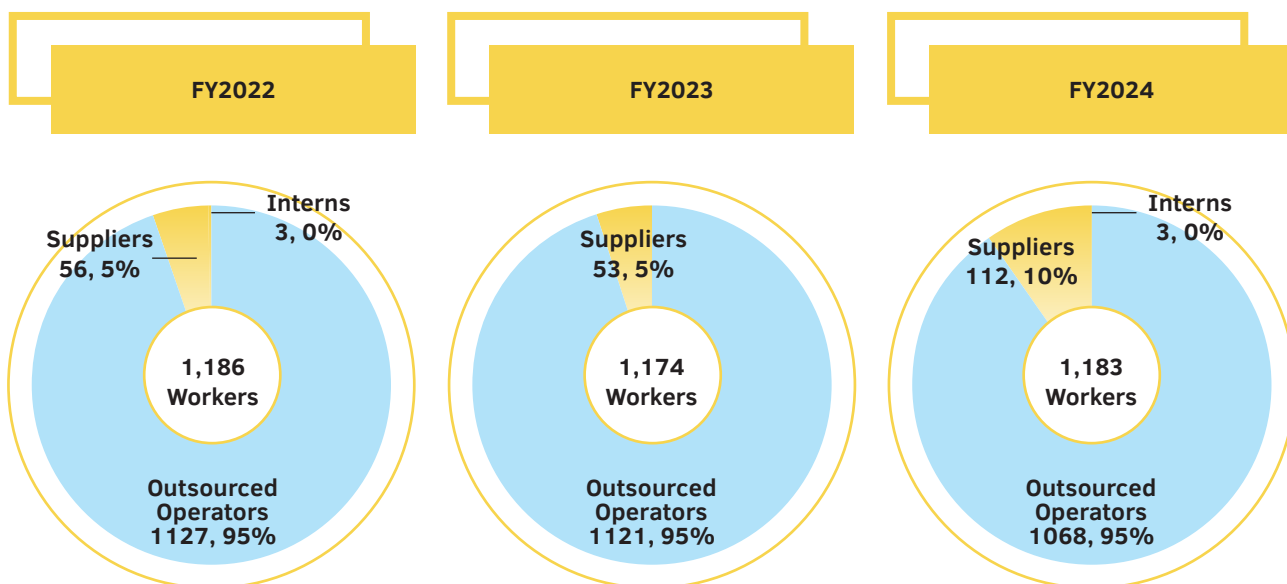 FY2022
Interns
3, 0%
Suppliers
56, 5%
1,186
Workers
Outsourced
Operators
1127, 95%
FY2023
Suppliers
53, 5%
1,174
Workers
Outsourced
Operators
1121, 95%
FY2024
Interns
3, 0%
Suppliers
112, 10%
1,183
Workers
Outsourced
Operators
1068, 95%